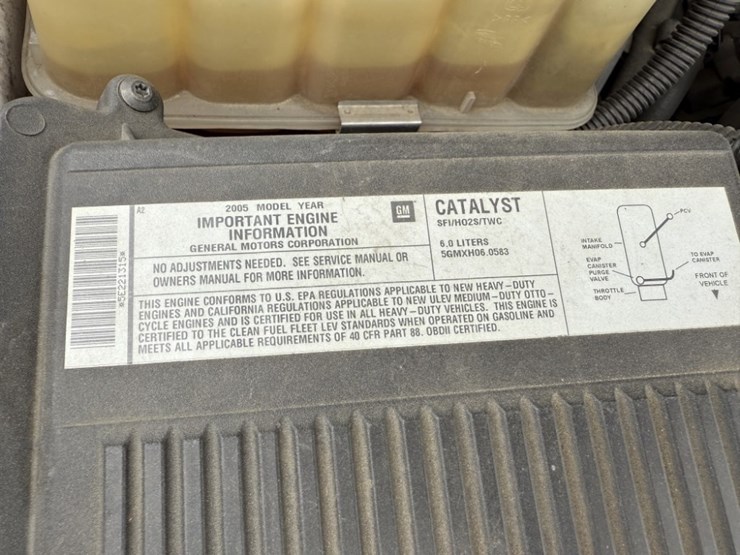 *5E221315*
A2
2005 MODEL YEAR
IMPORTANT ENGINE
INFORMATION
GENERAL MOTORS CORPORATION
GM
NO ADJUSTMENTS NEEDED. SEE SERVICE MANUAL OR
OWNERS MANUAL FOR MORE INFORMATION.
CATALYST
SFI/HO2S/TWC
6.0 LITERS
5GMXH06.0583
THIS ENGINE CONFORMS TO U.S. EPA REGULATIONS APPLICABLE TO NEW HEAVY-DUTY
ENGINES AND CALIFORNIA REGULATIONS APPLICABLE TO NEW ULEV MEDIUM-DUTY OTTO-
CYCLE ENGINES AND IS CERTIFIED FOR USE IN ALL HEAVY-DUTY VEHICLES. THIS ENGINE IS
CERTIFIED TO THE CLEAN FUEL FLEET LEV STANDARDS WHEN OPERATED ON GASOLINE AND
MEETS ALL APPLICABLE REQUIREMENTS OF 40 CFR PART 88. OBDII CERTIFIED.
PCV
INTAKE
MANIFOLD
EVAP
CANISTER
PURGE
VALVE
THROTTLE
BODY
TO EVAP
CANISTER
FRONT OF
VEHICLE